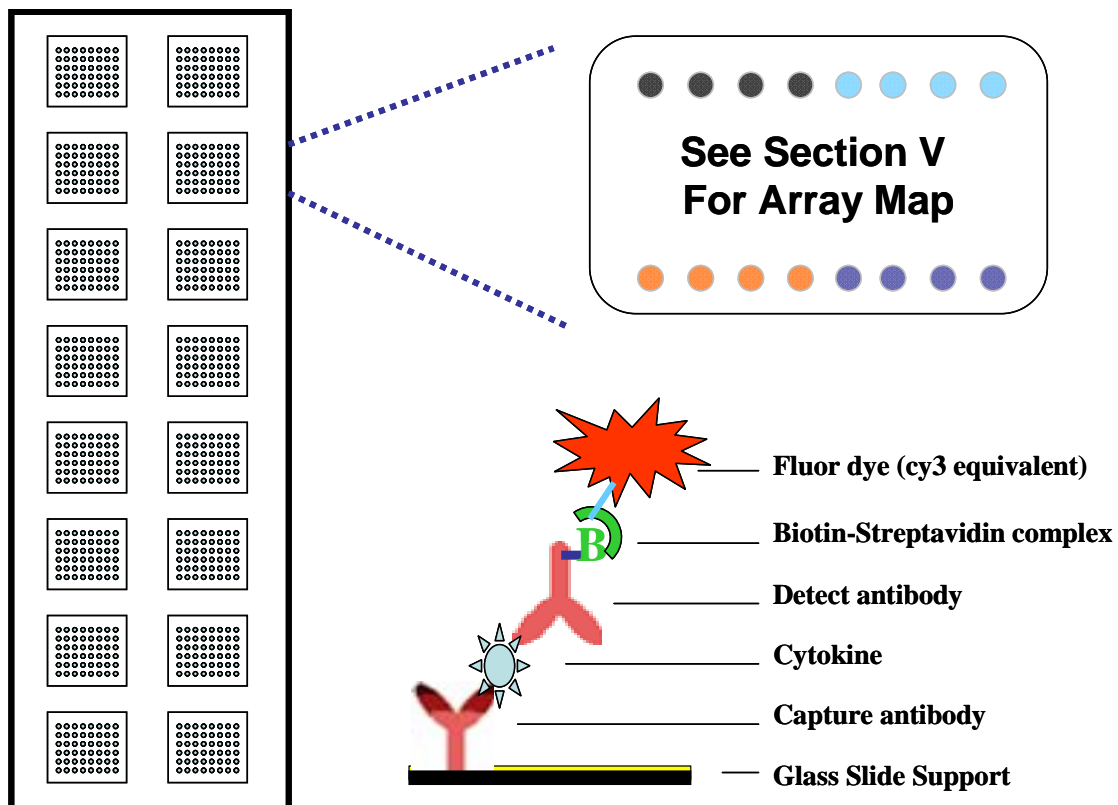 See Section V
For Array Map
Fluor dye (cy3 equivalent)
Biotin-Streptavidin complex
B
Detect antibody
Cytokine
Capture antibody
Glass Slide Support